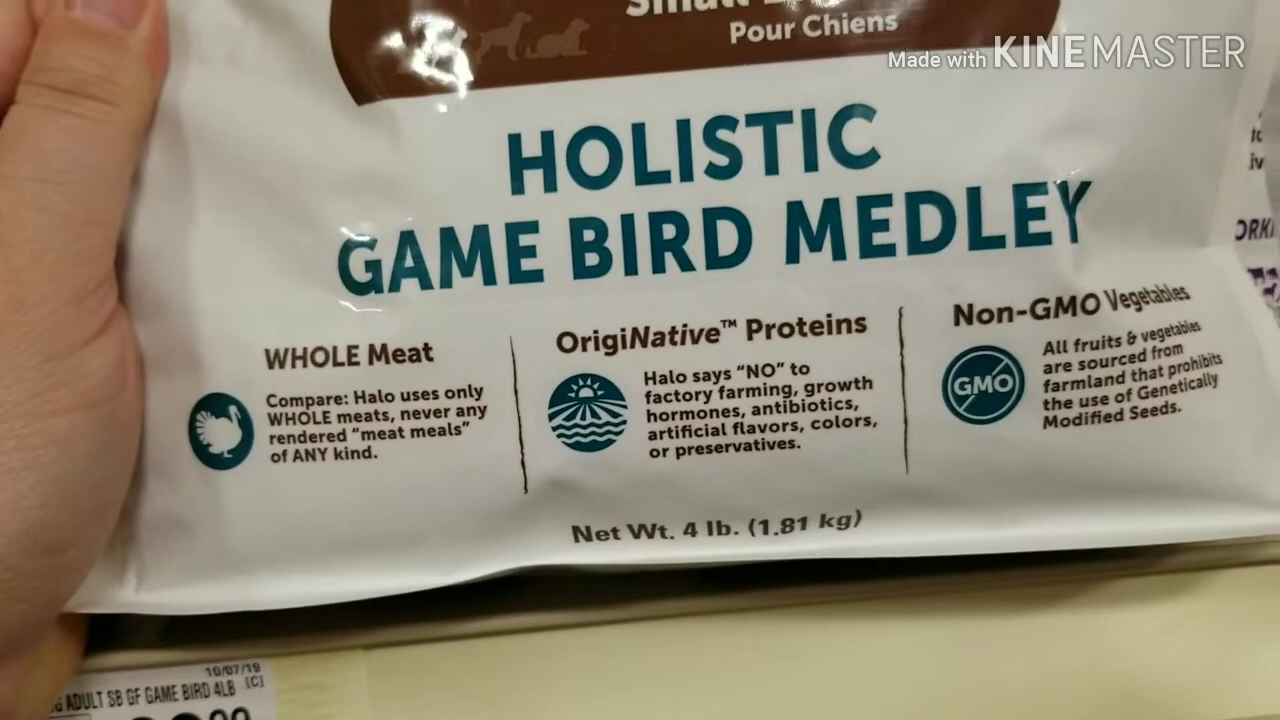 Small
Pour Chiens
Made with KINEMASTER
HOLISTIC
GAME BIRD MEDLEY
WHOLE Meat
Compare: Halo uses only
WHOLE meats, never any
rendered "meat meals"
of ANY kind.
OrigiNative™ Proteins
Halo says "NO" to
factory farming, growth
hormones, antibiotics,
artificial flavors, colors,
or preservatives.
Non-GMO Vegetables
GMO
All fruits & vegetables
are sourced from
farmland that prohibits
the use of Genetically
Modified Seeds.
Net Wt. 4 lb. (1.81 kg)
10/07/19
ADULT SB GF GAME BIRD 4LB [C]